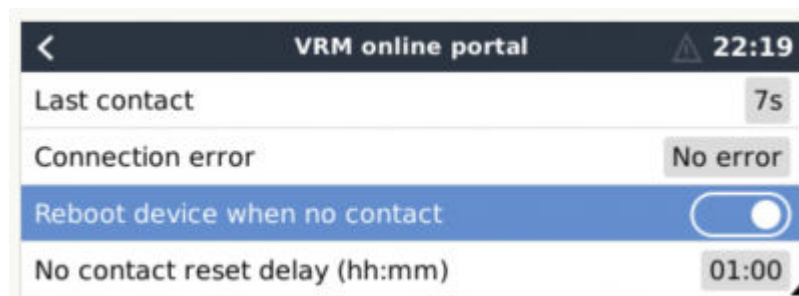 VRM online portal 22:19
Last contact 7s
Connection error No error
Reboot device when no contact
No contact reset delay (hh:mm) 01:00